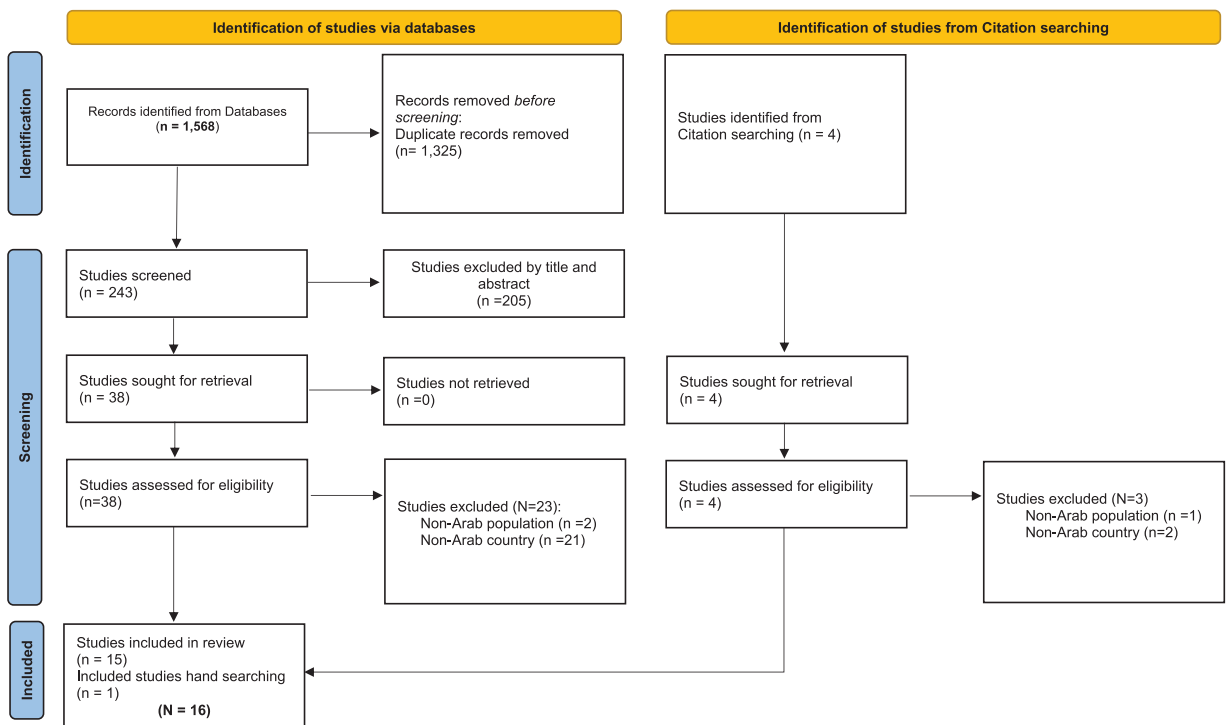 Identification of studies via databases
Identification of studies from Citation searching
Identification
Records identified from Databases
(n = 1,568)
Records removed before
screening:
Duplicate records removed
(n= 1,325)
Studies identified from
Citation searching (n = 4)
Screening
Studies screened
(n = 243)
Studies excluded by title and
abstract
(n =205)
Studies sought for retrieval
(n = 38)
Studies not retrieved
(n =0)
Studies sought for retrieval
(n = 4)
Studies assessed for eligibility
(n=38)
Studies excluded (N=23):
Non-Arab population (n =2)
Non-Arab country (n =21)
Studies assessed for eligibility
(n = 4)
Studies excluded (N=3)
Non-Arab population (n =1)
Non-Arab country (n=2)
Included
Studies included in review
(n = 15)
Included studies hand searching
(n = 1)
(N = 16)